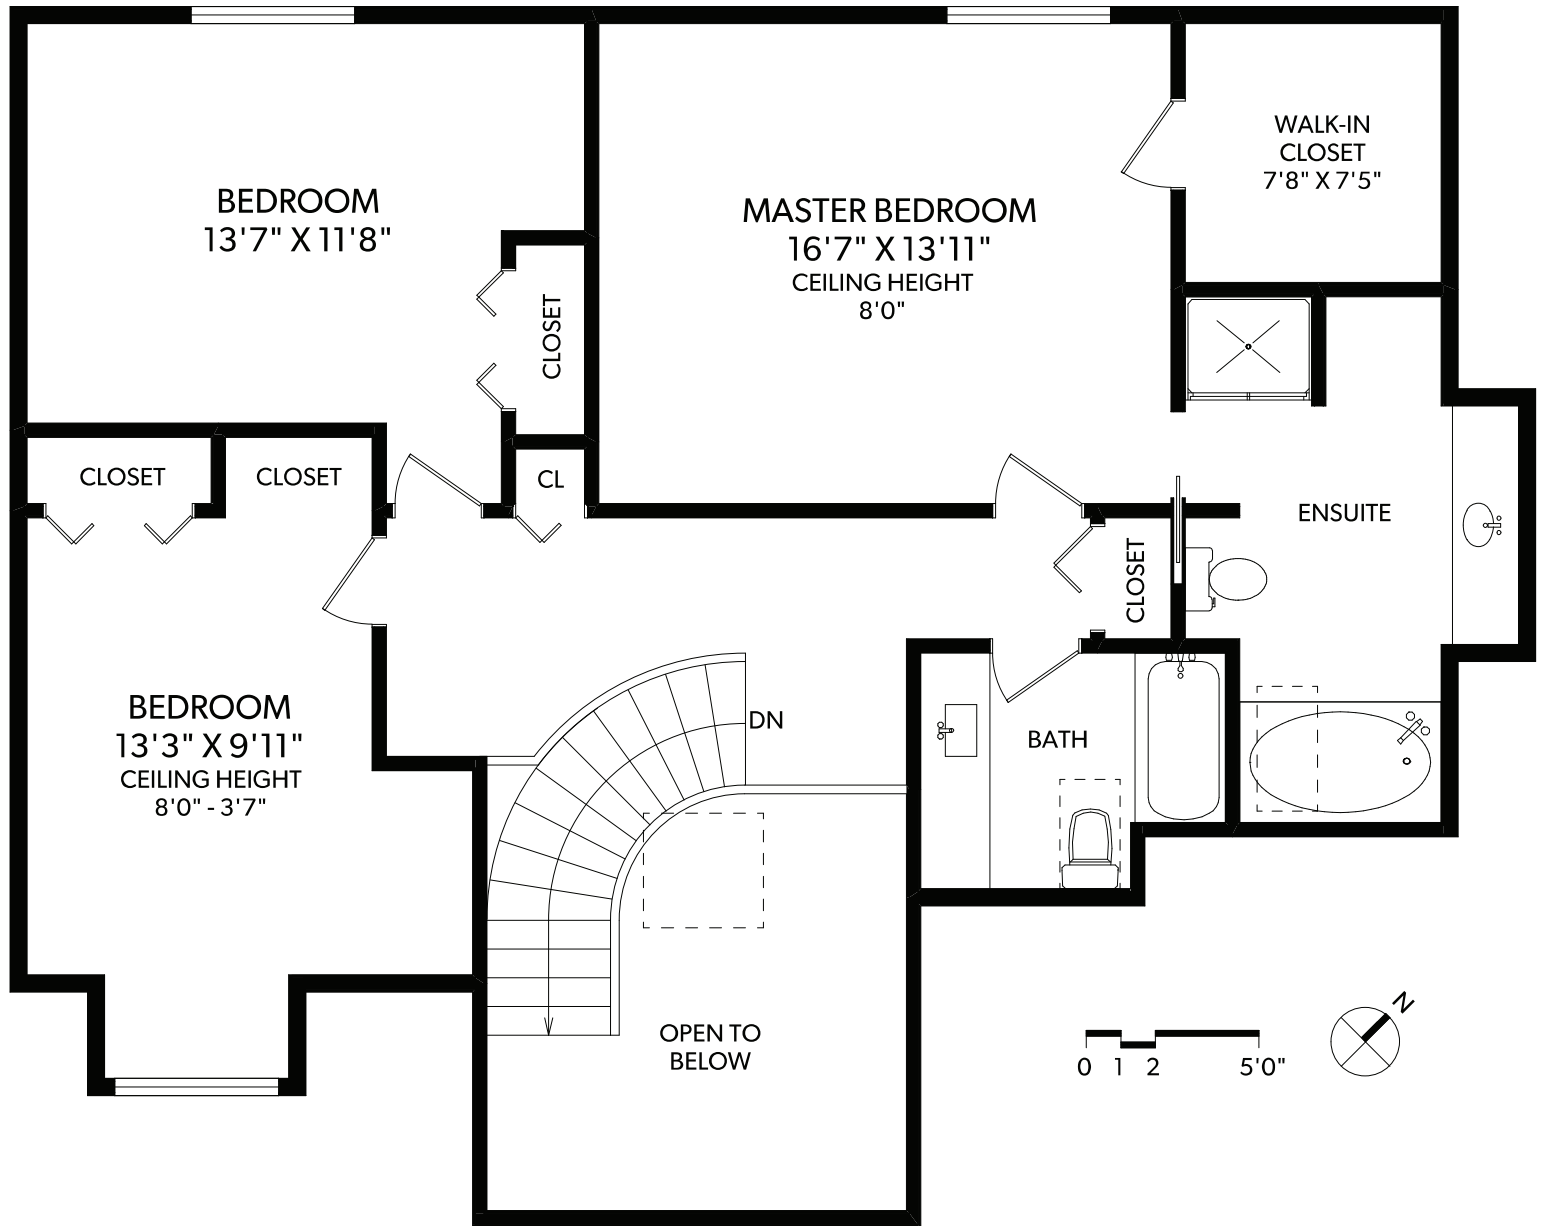 WALK-IN
CLOSET
7'8" X 7'5"
BEDROOM
13'7" X 11'8"
MASTER BEDROOM
16'7" X 13'11"
CEILING HEIGHT
8'0"
CLOSET
CLOSET
CLOSET
CL
ENSUITE
CLOSET
BEDROOM
13'3" X 9'11"
CEILING HEIGHT
8'0" - 3'7"
DN
BATH
OPEN TO
BELOW
N
0 1 2 5'0"